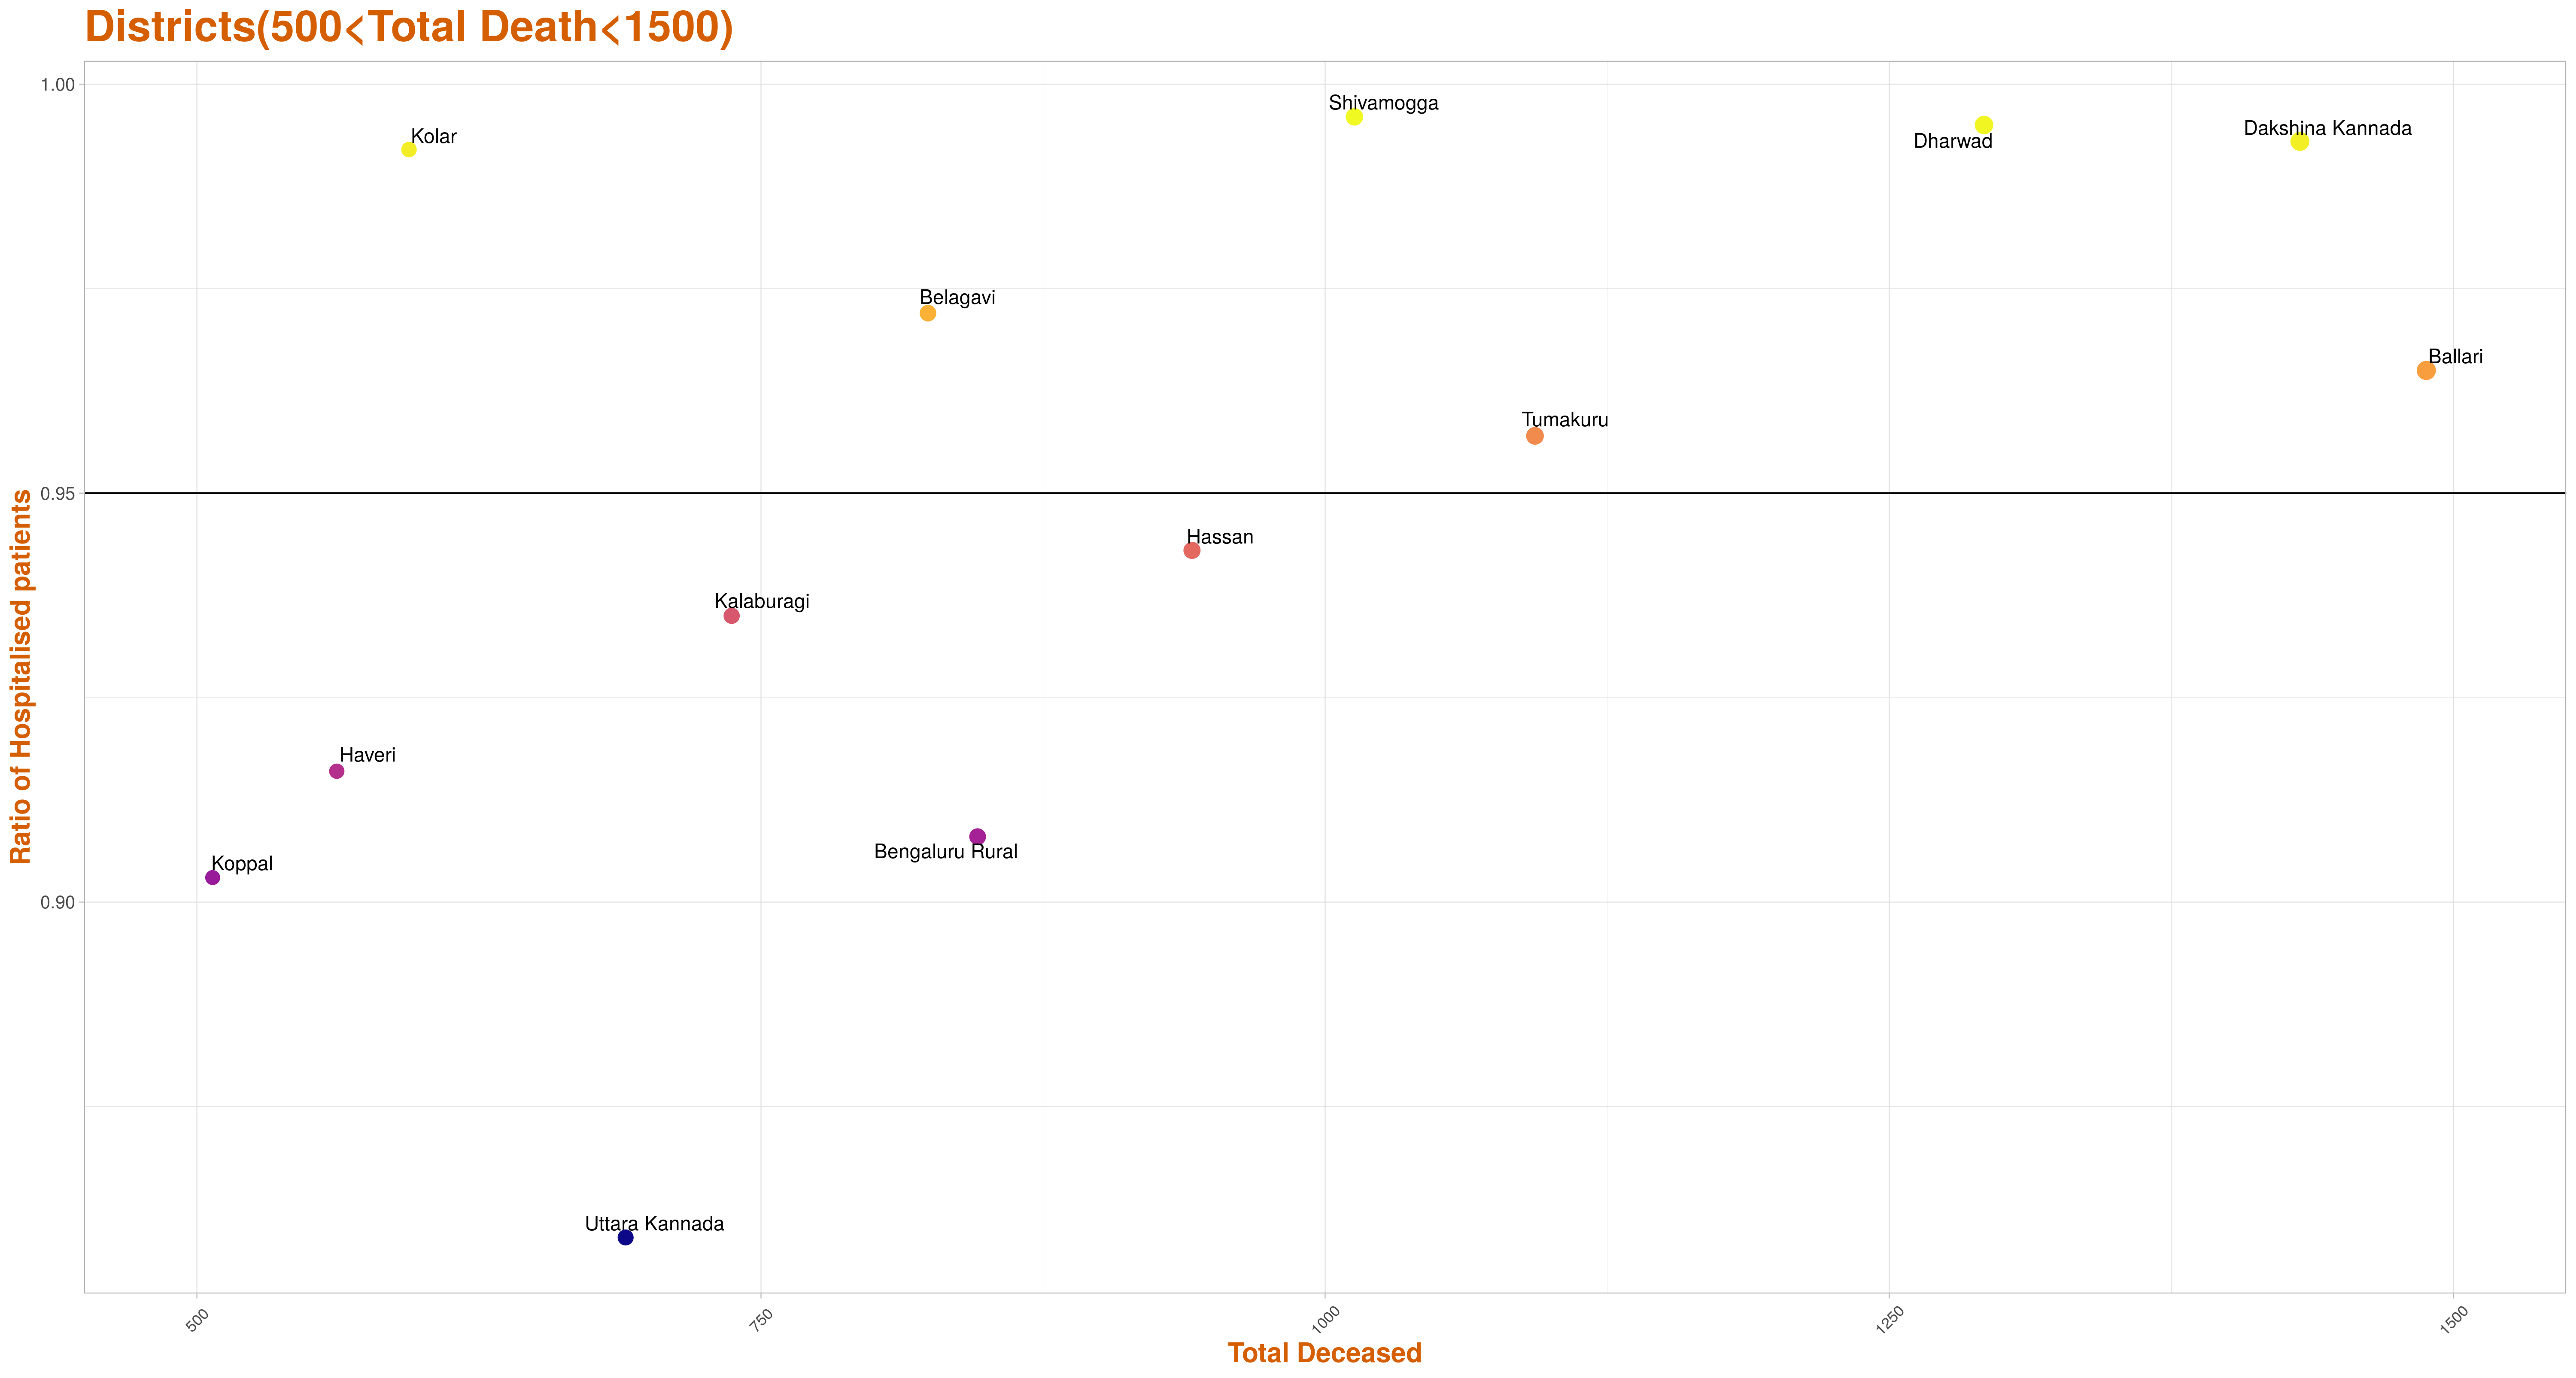 Districts(500<Total Death<1500)
1.00
Shivamogga
Kolar
Dharwad
Dakshina Kannada
Belagavi
Ballari
Tumakuru
0.95
Hassan
Kalaburagi
Haveri
Bengaluru Rural
Koppal
0.90
Uttara Kannada
Ratio of Hospitalised patients
500
750
1000
1250
1500
Total Deceased